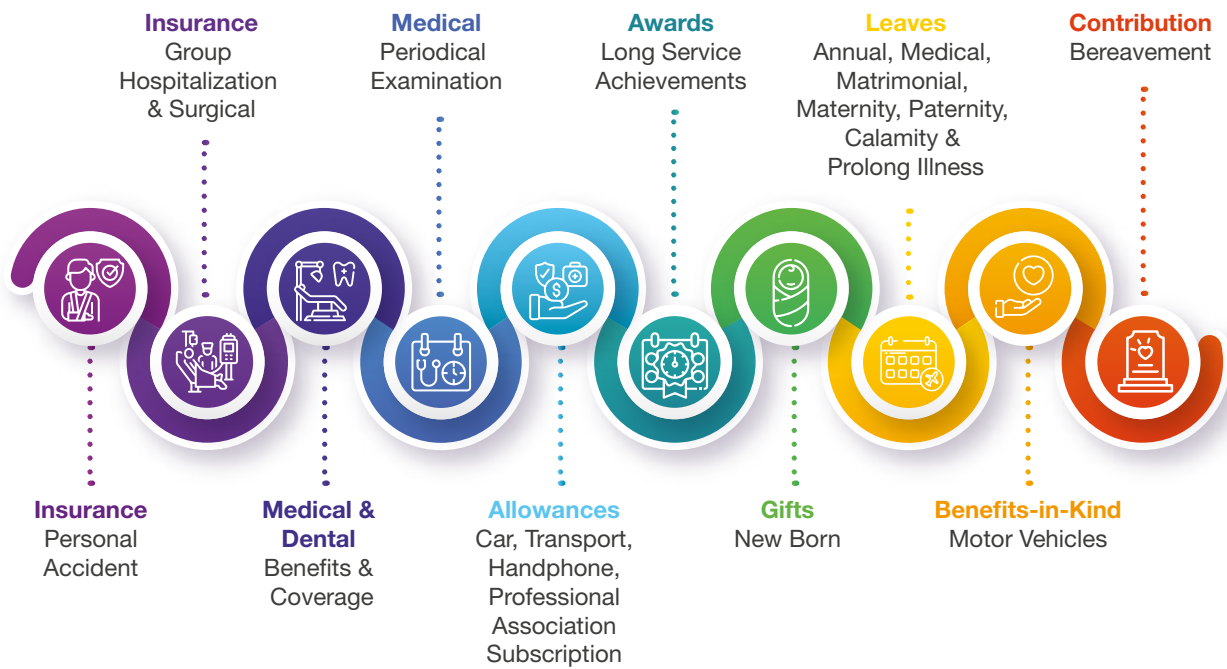 Insurance
Group
Hospitalization
& Surgical
Medical
Periodical
Examination
Awards
Long Service
Achievements
Leaves
Annual, Medical,
Matrimonial,
Maternity, Paternity,
Calamity &
Prolong Illness
Contribution
Bereavement
Insurance
Personal
Accident
Medical &
Dental
Benefits &
Coverage
Allowances
Car, Transport,
Handphone,
Professional
Association
Subscription
Gifts
New Born
Benefits-in-Kind
Motor Vehicles